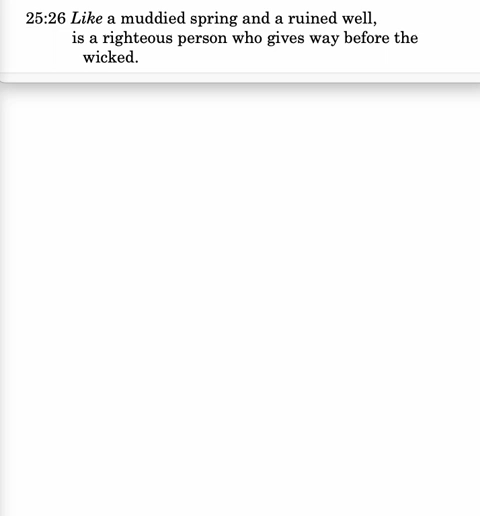 25:26 Like a muddied spring and a ruined well,
is a righteous person who gives way before the
wicked.